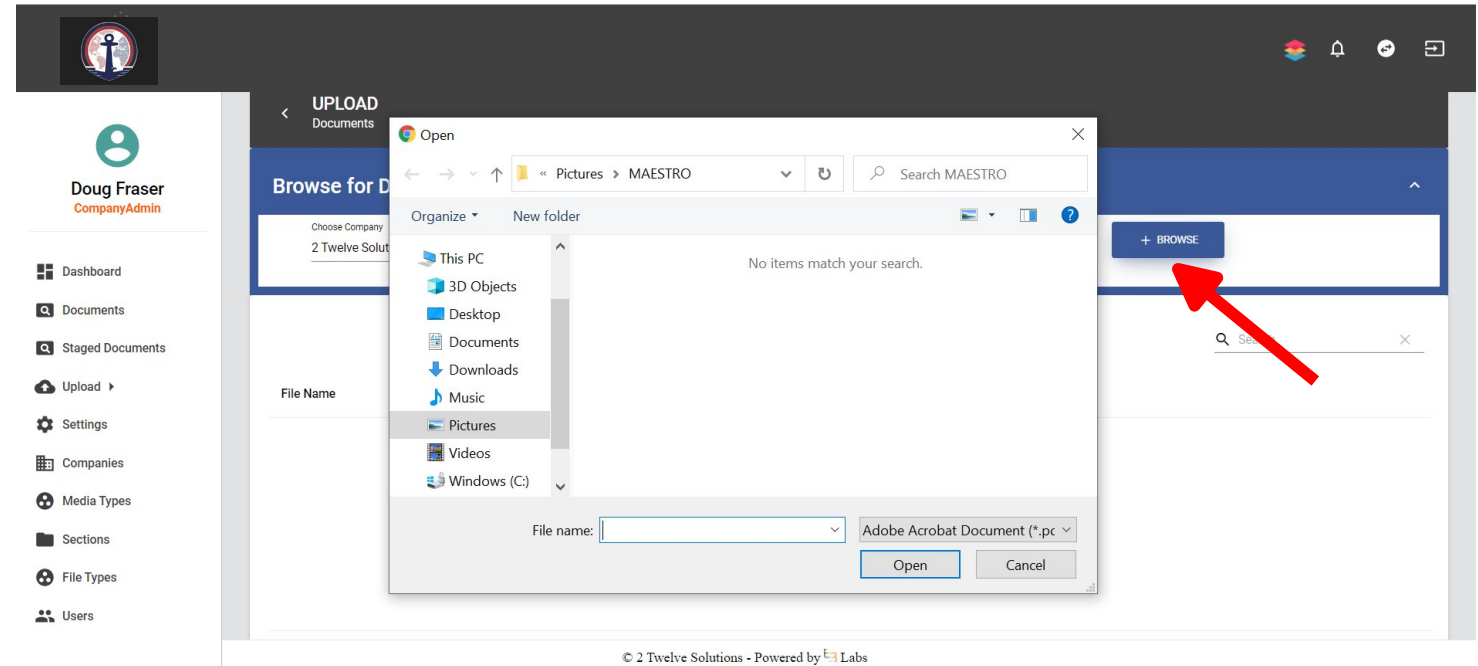 UPLOAD
Documents
Doug Fraser
CompanyAdmin
Dashboard
Documents
Staged Documents
Upload
Settings
Companies
Media Types
Sections
File Types
Users
Browse for D
Choose Company
2 Twelve Solut
+ BROWSE
File Name
Open
« Pictures > MAESTRO
Search MAESTRO
Organize
New folder
This PC
3D Objects
Desktop
Documents
Downloads
Music
Pictures
Videos
Windows (C:)
No items match your search.
File name:
Adobe Acrobat Document (*.pc
Open
Cancel
© 2 Twelve Solutions - Powered by EB Labs